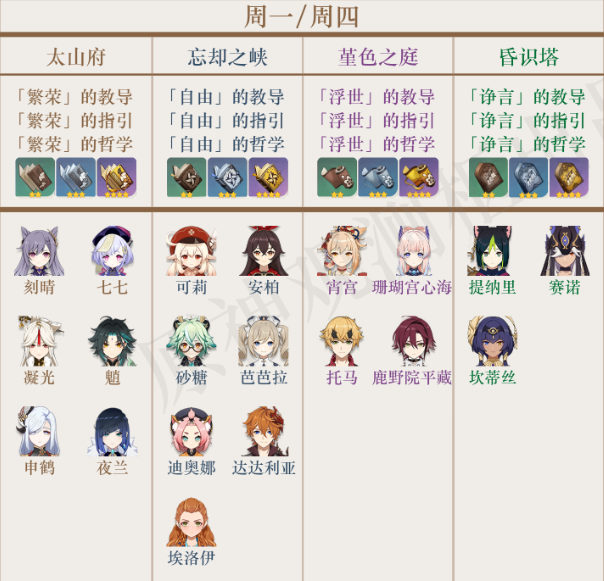 周一/周四
太山府
忘却之峡
堇色之庭
昏识塔
「繁荣」的教导
「繁荣」的指引
「繁荣」的哲学
「自由」的教导
「自由」的指引
「自由」的哲学
「浮世」的教导
「浮世」的指引
「浮世」的哲学
「诤言」的教导
「诤言」的指引
「诤言」的哲学
刻晴
七七
可莉
安柏
宵宫
珊瑚宫心海
提纳里
赛诺
凝光
魈
砂糖
芭芭拉
托马
鹿野院平藏
坎蒂丝
申鹤
夜兰
迪奥娜
达达利亚
埃洛伊